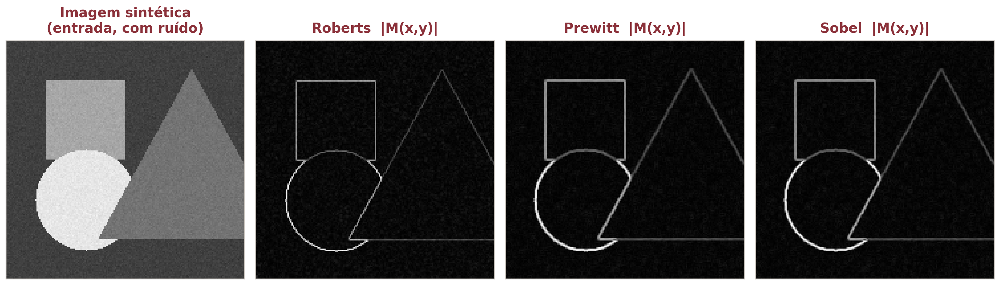 Imagem sintética
(entrada, com ruído)
Roberts |M(x,y)|
Prewitt |M(x,y)|
Sobel |M(x,y)|